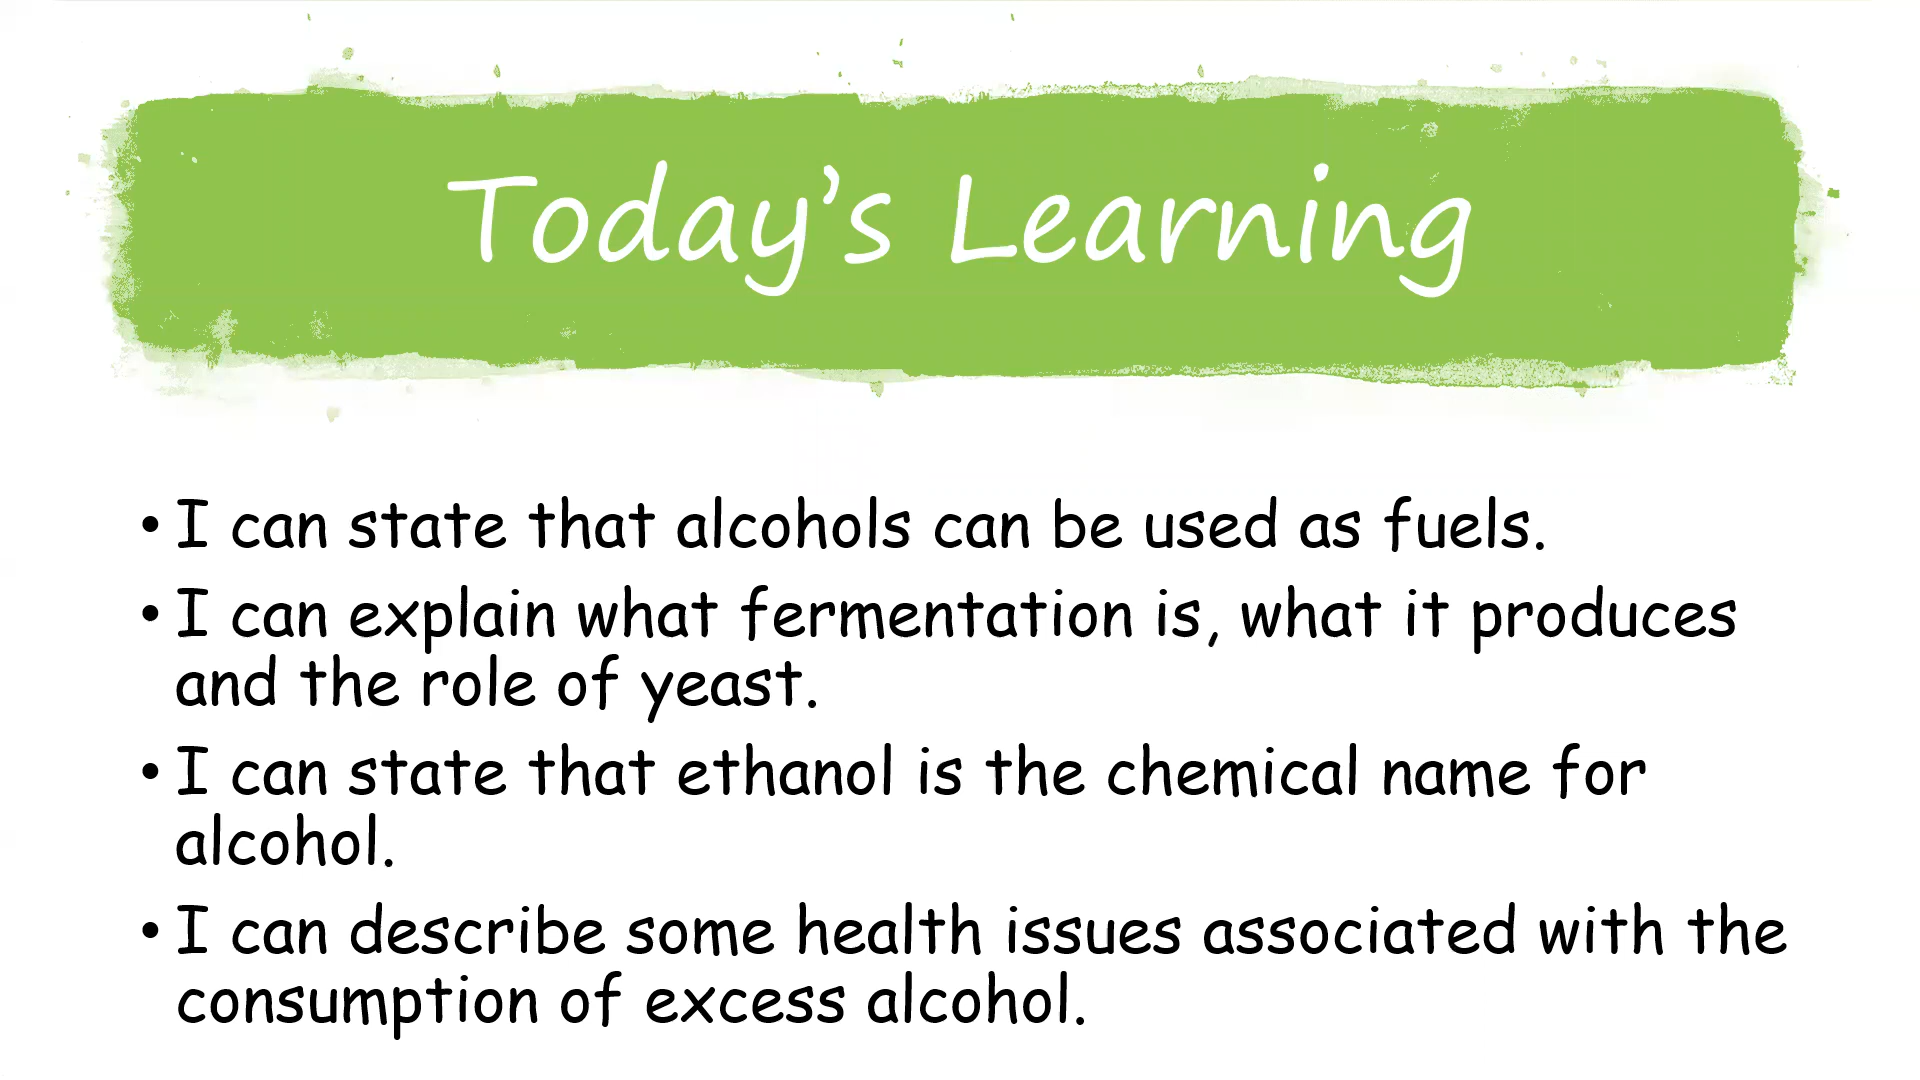 Today’s Learning
• I can state that alcohols can be used as fuels.
• I can explain what fermentation is, what it produces
and the role of yeast.
• I can state that ethanol is the chemical name for
alcohol.
• I can describe some health issues associated with the
consumption of excess alcohol.